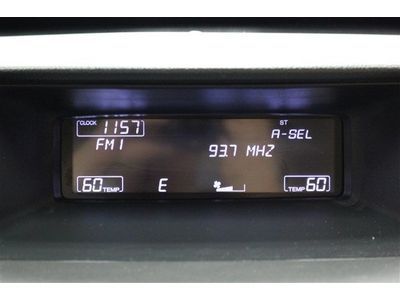 CLOCK 1157 ST
A-SEL
FM1
93.7 MHZ
60 TEMP E TEMP 60